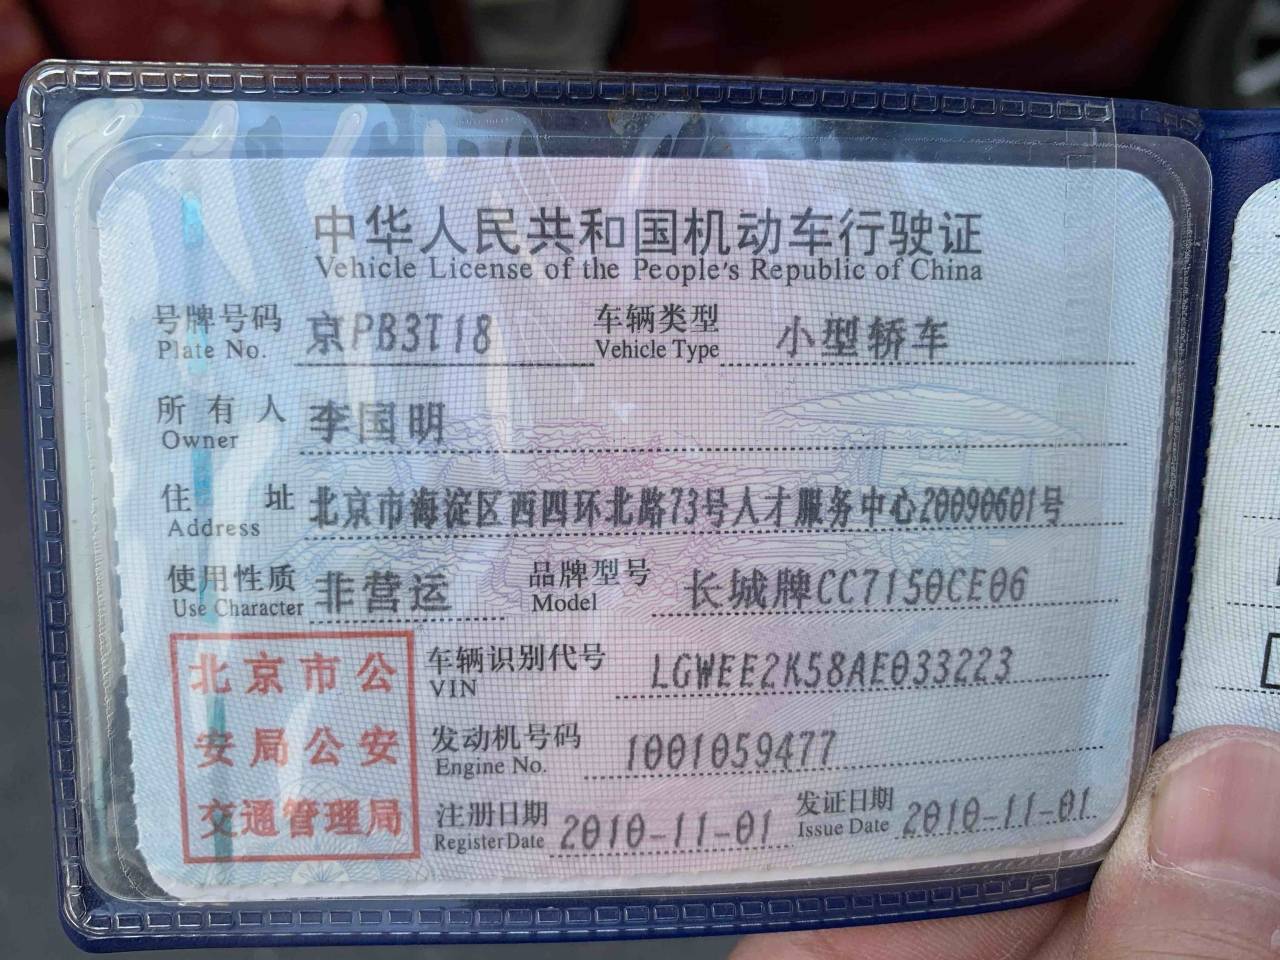 中华人民共和国机动车行驶证
Vehicle License of the People's Republic of China
号牌号码 京PB3T18 车辆类型 小型轿车
Plate No. Vehicle Type
所有人 李国明
Owner
住址 北京市海淀区西四环北路73号人才服务中心20090601号
Address
使用性质 非营运 品牌型号 长城牌CC7150CE06
Use Character Model
北京市公
安局公安
交通管理局
车辆识别代号 LGWEE2K58AE033223
VIN
发动机号码 1001059477
Engine No.
注册日期 2010-11-01 发证日期 2010-11-01
Register Date Issue Date